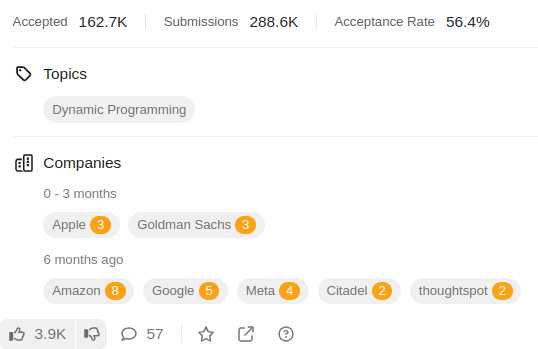 Accepted 162.7K Submissions 288.6K Acceptance Rate 56.4%
Topics
Dynamic Programming
Companies
0 - 3 months
Apple 3 Goldman Sachs 3
6 months ago
Amazon 8 Google 5 Meta 4 Citadel 2 thoughtspot 2
3.9K 57